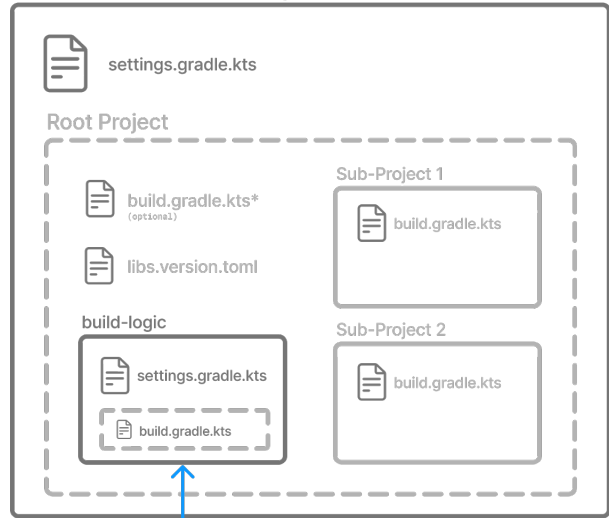 settings.gradle.kts
Root Project
build.gradle.kts*
(optional)
libs.version.toml
build-logic
settings.gradle.kts
build.gradle.kts
Sub-Project 1
build.gradle.kts
Sub-Project 2
build.gradle.kts